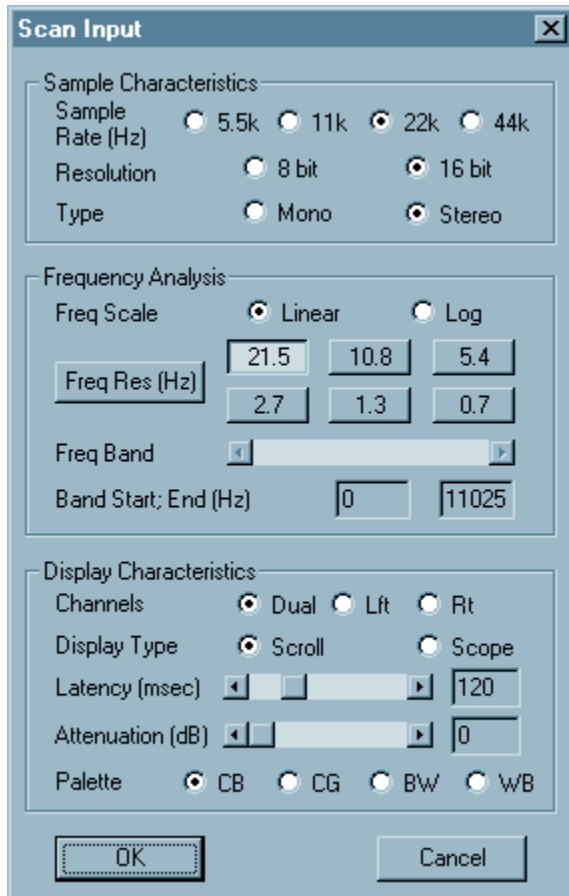 Scan Input
Sample Characteristics
Sample
Rate (Hz) 5.5k 11k 22k 44k
Resolution 8 bit 16 bit
Type Mono Stereo
Frequency Analysis
Freq Scale Linear Log
21.5 10.8 5.4
Freq Res (Hz)
2.7 1.3 0.7
Freq Band
Band Start; End (Hz) 0 11025
Display Characteristics
Channels Dual Lft Rt
Display Type Scroll Scope
Latency (msec) 120
Attenuation (dB) 0
Palette CB CG BW WB
OK Cancel